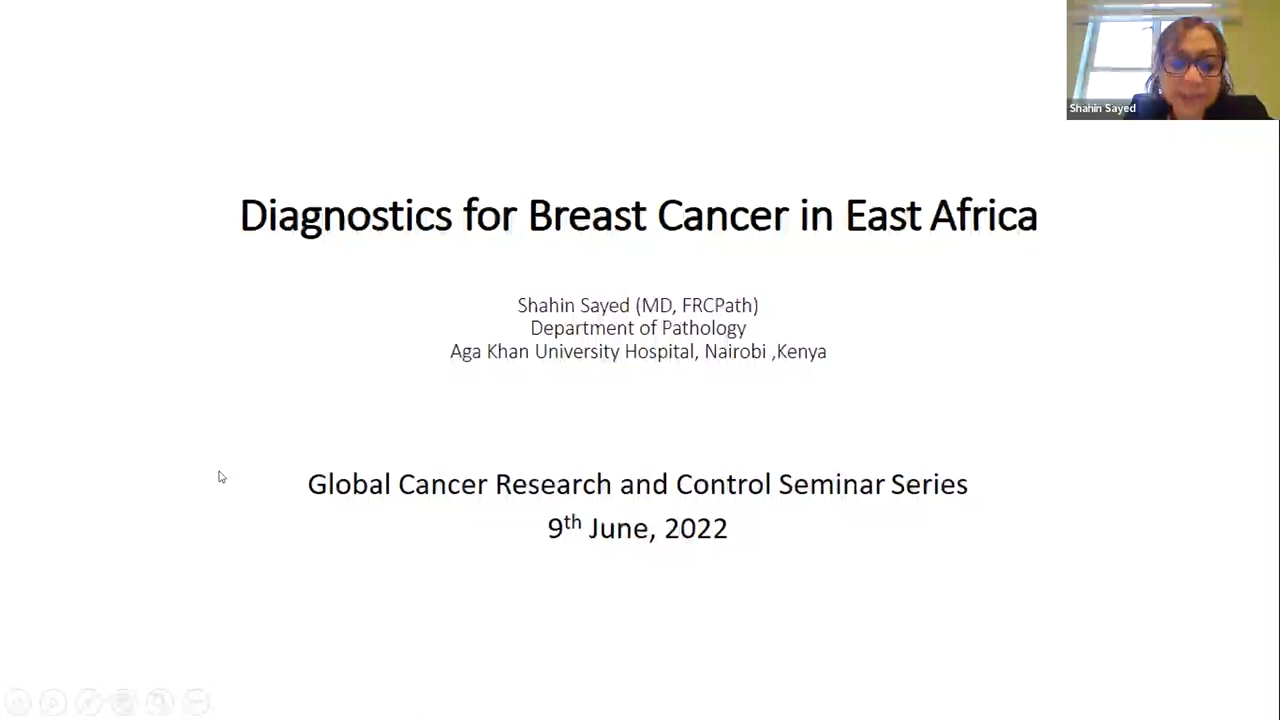 Shahin Sayed
Diagnostics for Breast Cancer in East Africa
Shahin Sayed (MD, FRCPath)
Department of Pathology
Aga Khan University Hospital, Nairobi ,Kenya
Global Cancer Research and Control Seminar Series
9th June, 2022